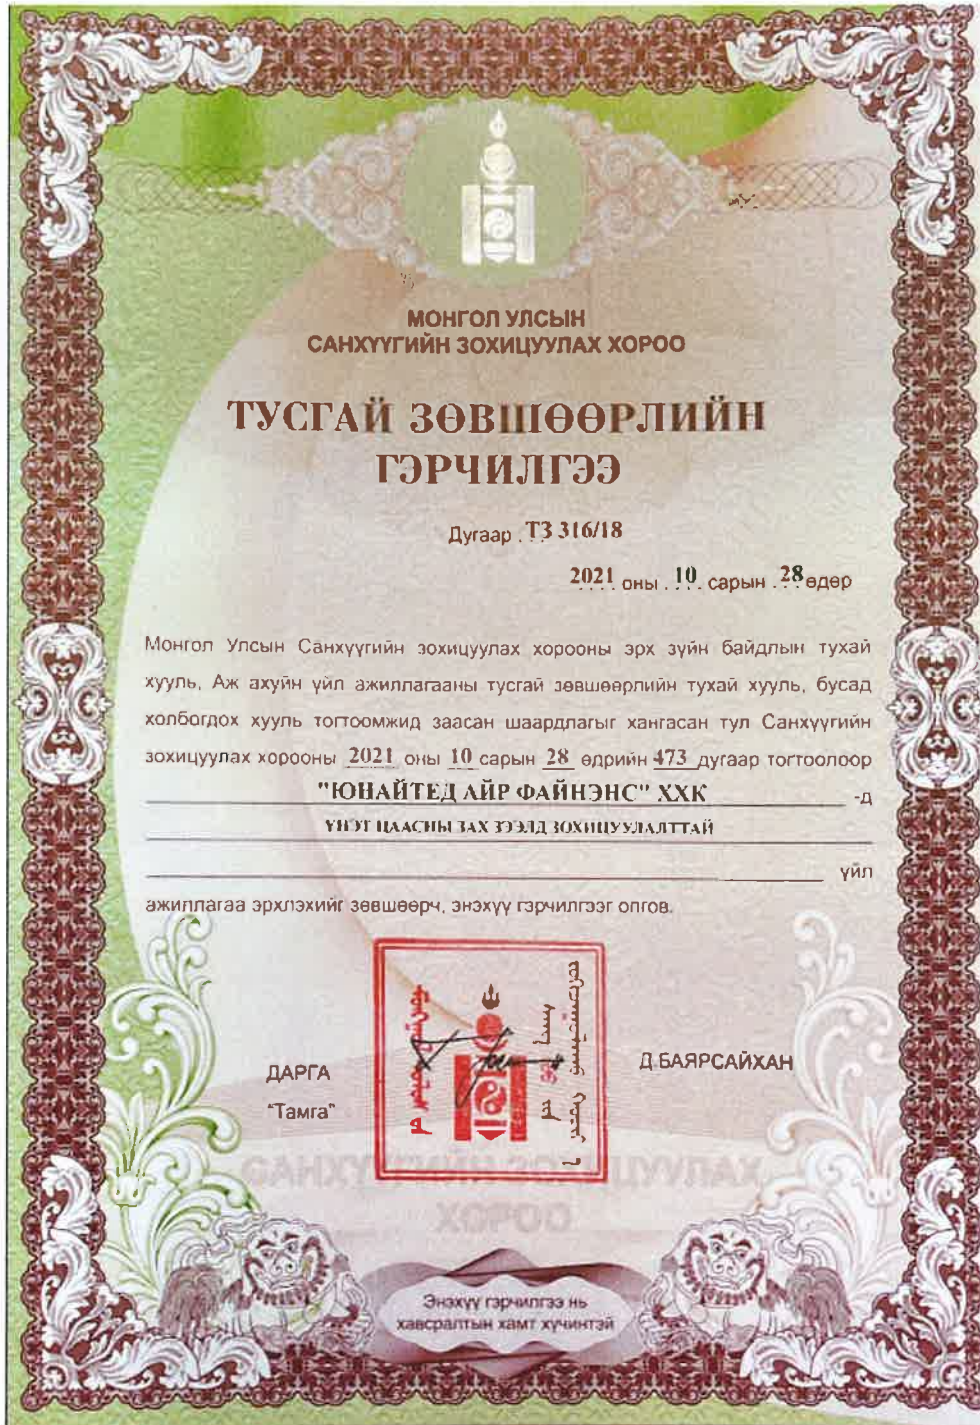 МОНГОЛ УЛСЫН
САНХҮҮГИЙН ЗОХИЦУУЛАХ ХОРОО
ТУСГАЙ ЗӨВШӨӨРЛИЙН
ГЭРЧИЛГЭЭ
Дугаар ТЗ 316/18
2021 оны 10 сарын 28 өдөр
Монгол Улсын Санхүүгийн зохицуулах хорооны эрх зүйн байдлын тухай
хууль, Аж ахуйн үйл ажиллагааны тусгай зөвшөөрлийн тухай хууль, бусад
холбогдох хууль тогтоомжид заасан шаардлагыг хангасан тул Санхүүгийн
зохицуулах хорооны 2021 оны 10 сарын 28 өдрийн 473 дугаар тогтоолоор
"ЮНАЙТЕД АЙР ФАЙНЭНС" ХХК -д
ҮНЭТ ЦААСНЫ ЗАХ ЗЭЭЛД ЗОХИЦУУЛАЛТТАЙ
үйл
ажиллагаа эрхлэхийг зөвшөөрч, энэхүү гэрчилгээг олгов.
ДАРГА
Д.БАЯРСАЙХАН
"Тамга"
САНХҮҮГИЙН ЗОХИЦУУЛАХ
ХОРОО
Энэхүү гэрчилгээ нь
хавсралтын хамт хүчинтэй